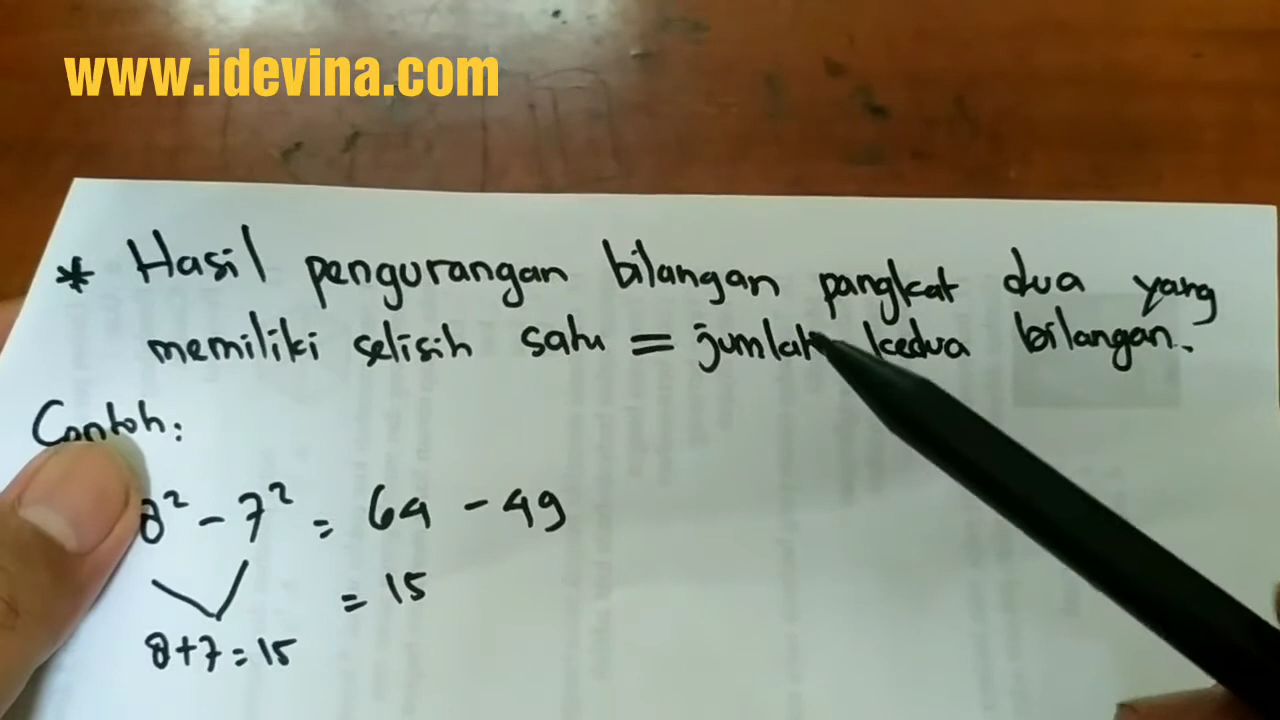 www.idevina.com
* Hasil pengurangan bilangan pangkat dua yang
memiliki selisih satu = jumlah kedua bilangan.
Contoh:
8² - 7² = 64 - 49
= 15
8+7=15